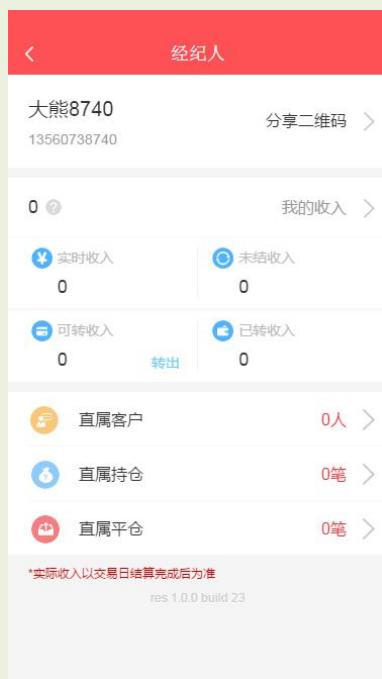 经纪人
大熊8740
13560738740
分享二维码
0 ?
我的收入
¥ 实时收入
0
未结收入
0
可转收入
0 转出
已转收入
0
直属客户 0人
¥ 直属持仓 0笔
直属平仓 0笔
*实际收入以交易日结算完成后为准
res 1.0.0 build 23